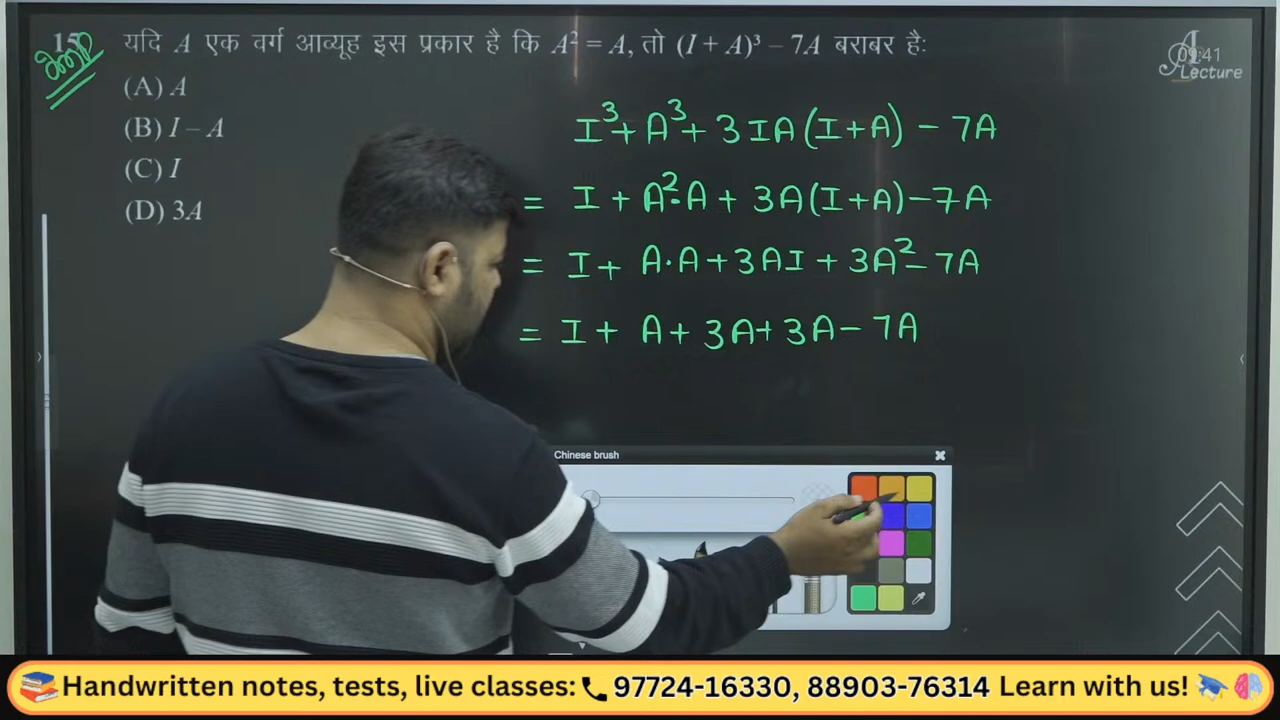 15. यदि A एक वर्ग आव्यूह इस प्रकार है कि A² = A, तो (I + A)³ – 7A बराबर है:
(A) A
(B) I – A
(C) I
(D) 3A
09:41
A
Lecture
I³ + A³ + 3IA(I+A) – 7A
= I + A²·A + 3A(I+A) – 7A
= I + A·A + 3AI + 3A² – 7A
= I + A + 3A + 3A – 7A
Chinese brush
Handwritten notes, tests, live classes: 97724-16330, 88903-76314 Learn with us!